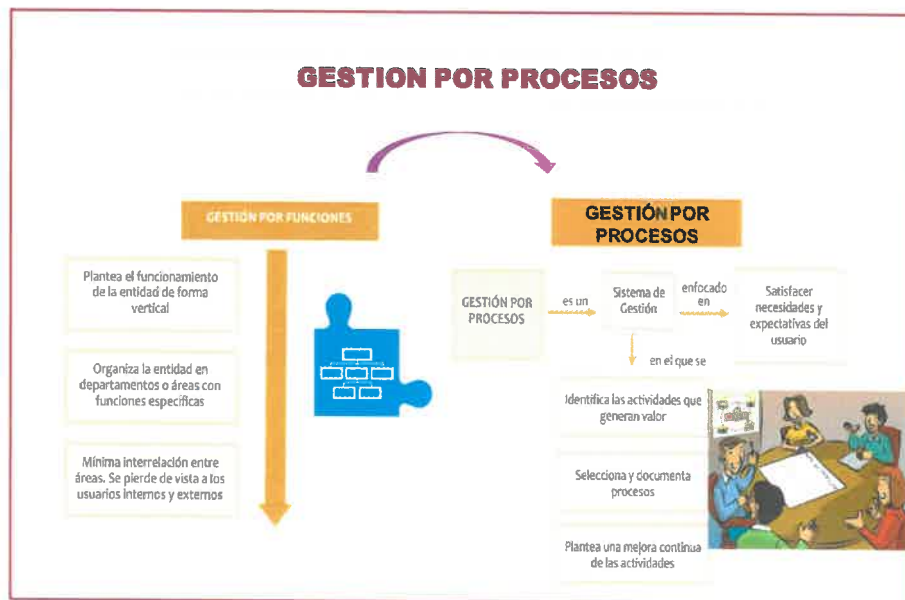 GESTION POR PROCESOS
GESTIÓN POR FUNCIONES
Plantea el funcionamiento
de la entidad de forma
vertical
Organiza la entidad en
departamentos o áreas con
funciones específicas
Mínima interrelación entre
áreas. Se pierde de vista a los
usuarios internos y externos
GESTIÓN POR
PROCESOS
GESTIÓN POR
PROCESOS
es un
Sistema de
Gestión
enfocado
en
Satisfacer
necesidades y
expectativas del
usuario
en el que se
Identifica las actividades que
generan valor
Selecciona y documenta
procesos
Plantea una mejora continua
de las actividades